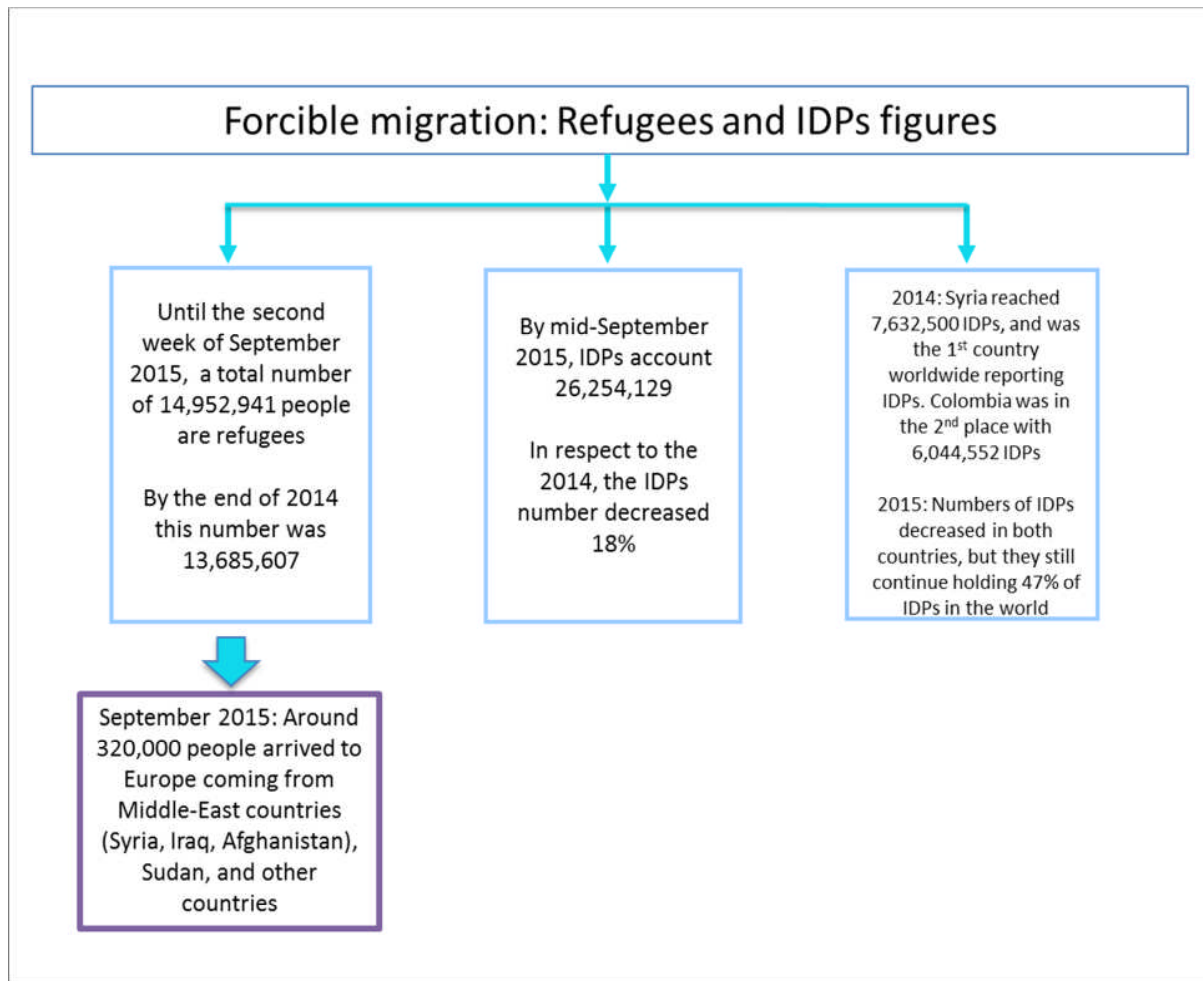 Forcible migration: Refugees and IDPs figures
Until the second
week of September
2015, a total number
of 14,952,941 people
are refugees
By the end of 2014
this number was
13,685,607
By mid-September
2015, IDPs account
26,254,129
In respect to the
2014, the IDPs
number decreased
18%
2014: Syria reached
7,632,500 IDPs, and was
the 1st country
worldwide reporting
IDPs. Colombia was in
the 2nd place with
6,044,552 IDPs
2015: Numbers of IDPs
decreased in both
countries, but they still
continue holding 47% of
IDPs in the world
September 2015: Around
320,000 people arrived to
Europe coming from
Middle-East countries
(Syria, Iraq, Afghanistan),
Sudan, and other
countries